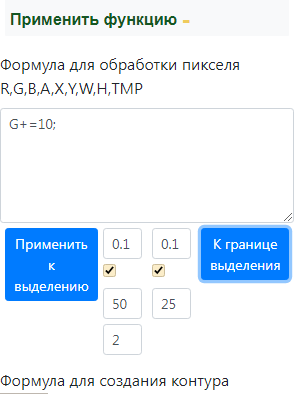 Применить функцию -
Формула для обработки пикселя
R,G,B,A,X,Y,W,H,TMP
G+=10;
Применить к выделению
0.1 0.1
К границе выделения
50 25
2
Формула для создания контура